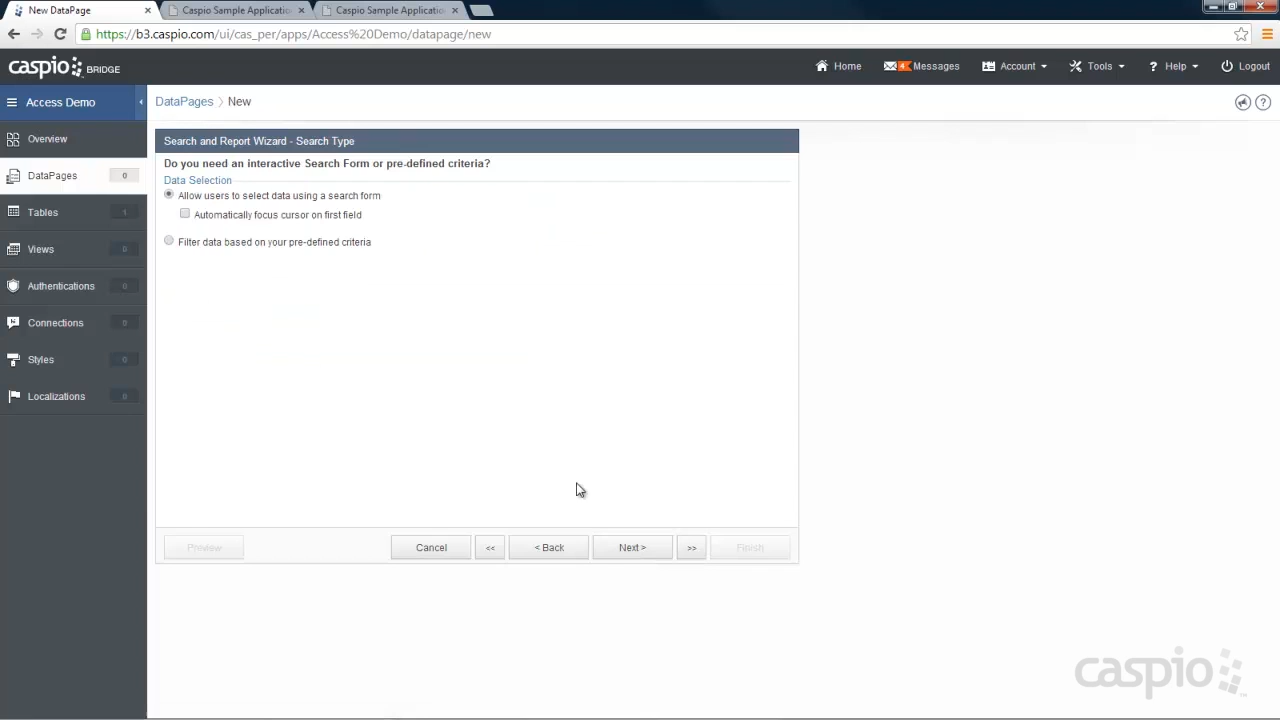 New DataPage
Caspio Sample Application
Caspio Sample Application
https://b3.caspio.com/ui/cas_per/apps/Access%20Demo/datapage/new
caspio BRIDGE
Home
4
Messages
Account
Tools
? Help
Logout
Access Demo
DataPages > New
?
Overview
DataPages 0
Tables 1
Views 0
Authentications 0
Connections 0
Styles 0
Localizations 0
Search and Report Wizard - Search Type
Do you need an interactive Search Form or pre-defined criteria?
Data Selection
Allow users to select data using a search form
Automatically focus cursor on first field
Filter data based on your pre-defined criteria
Preview
Cancel
<<
< Back
Next >
>>
Finish
caspio